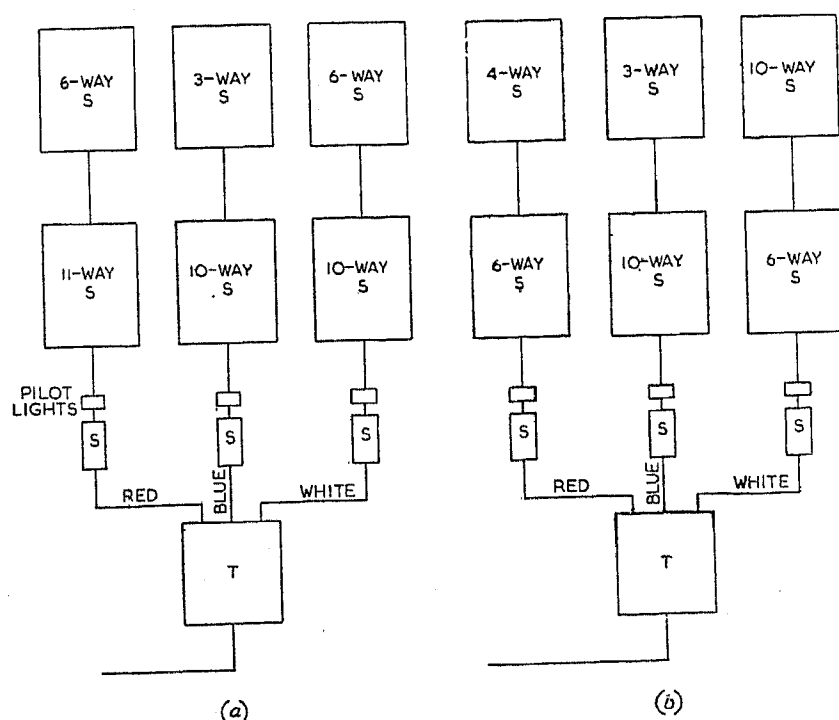 6-WAY
S
3-WAY
S
6-WAY
S
11-WAY
S
10-WAY
S
10-WAY
S
PILOT
LIGHTS
S
S
S
RED
BLUE
WHITE
T
(a)
4-WAY
S
3-WAY
S
10-WAY
S
6-WAY
S
10-WAY
S
6-WAY
S
S
S
S
RED
BLUE
WHITE
T
(b)